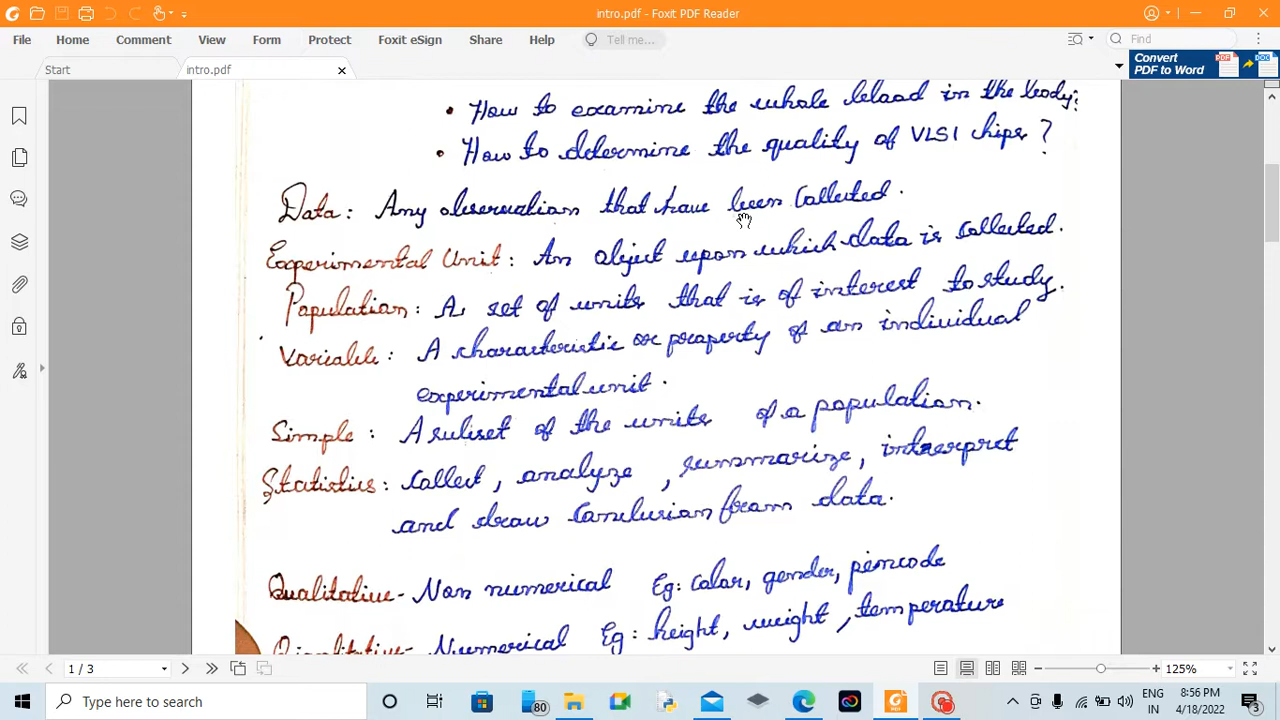 intro.pdf - Foxit PDF Reader
File Home Comment View Form Protect Foxit eSign Share Help Tell me... Find
Start intro.pdf
Convert PDF to Word
• How to examine the whole blood in the body?
• How to determine the quality of VLSI chips ?
Data : Any observation that have been Collected .
Experimental Unit : An object upon which data is collected.
Population : A set of units that is of interest to study.
Variable : A characteristic or property of an individual
experimental unit .
Simple : A subset of the units of a population.
Statistics : Collect , analyze , summarize , interpret
and draw Conclusion from data.
Qualitative - Non numerical Eg: Color, gender, pincode
Quantitative - Numerical Eg : height, weight , temperature
1 / 3 125%
Type here to search 80 ENG IN 8:56 PM 4/18/2022 3